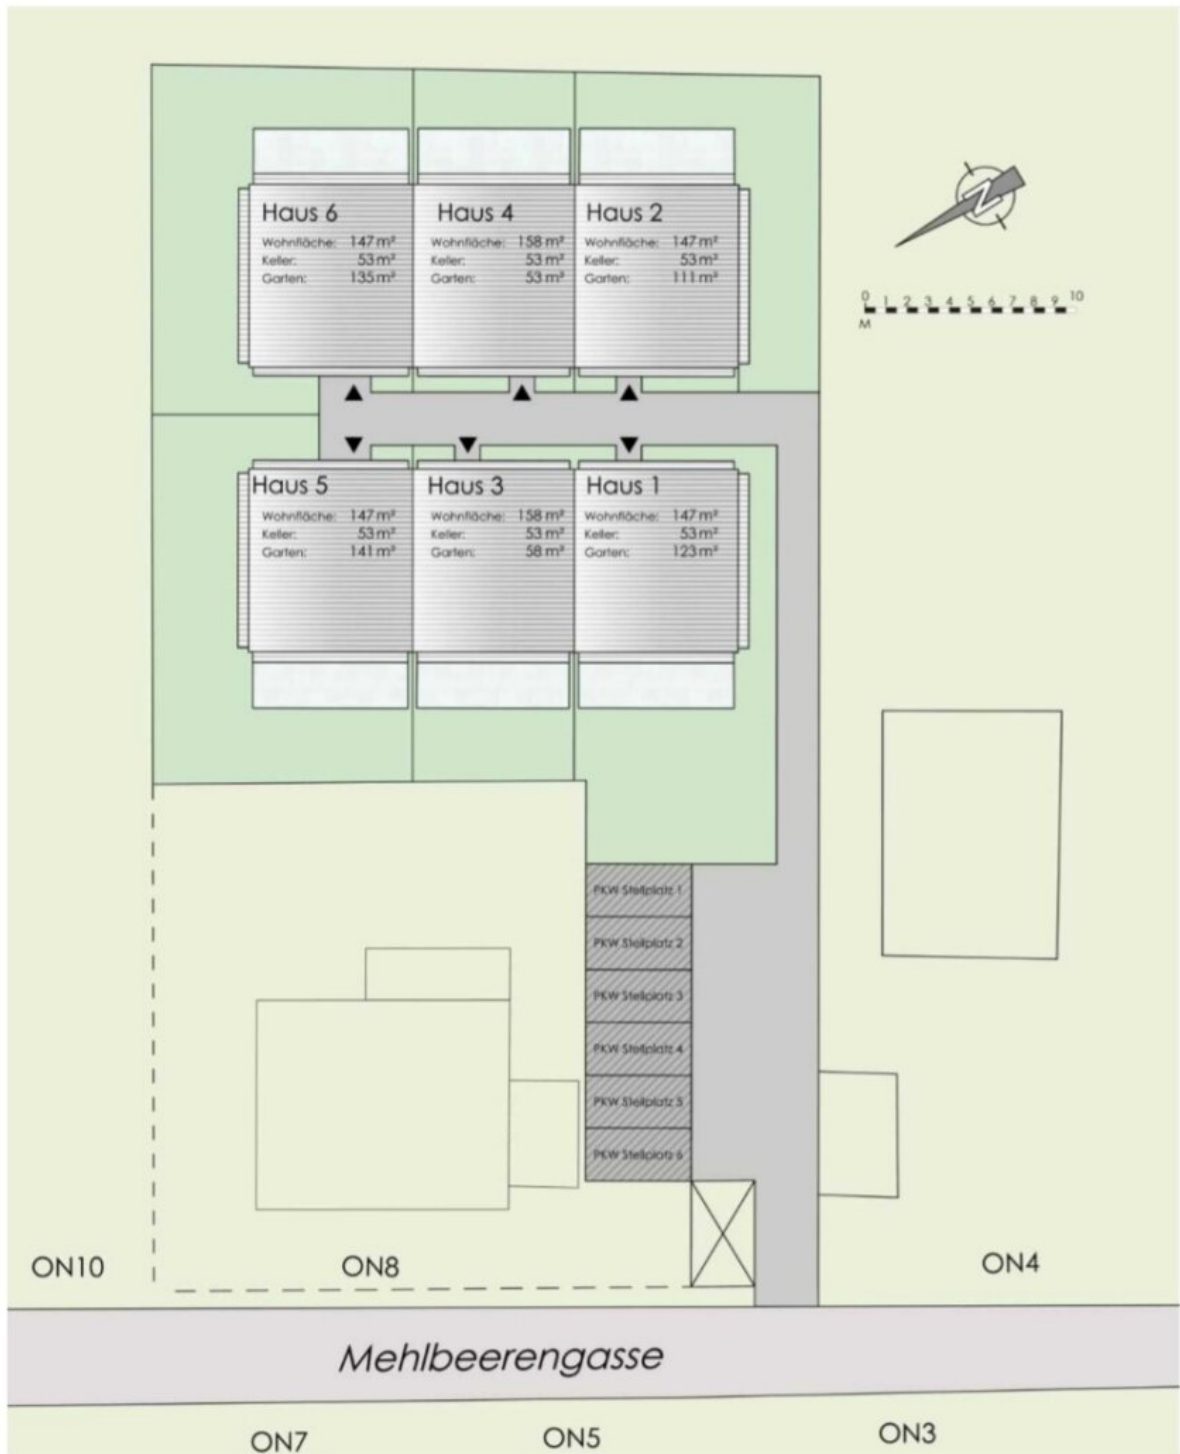 Haus 6
Wohnfläche: 147 m²
Keller: 53 m²
Garten: 135 m²
Haus 4
Wohnfläche: 158 m²
Keller: 53 m²
Garten: 53 m²
Haus 2
Wohnfläche: 147 m²
Keller: 53 m²
Garten: 111 m²
N
0 1 2 3 4 5 6 7 8 9 10
M
Haus 5
Wohnfläche: 147 m²
Keller: 53 m²
Garten: 141 m²
Haus 3
Wohnfläche: 158 m²
Keller: 53 m²
Garten: 58 m²
Haus 1
Wohnfläche: 147 m²
Keller: 53 m²
Garten: 123 m²
PKW Stellplatz 1
PKW Stellplatz 2
PKW Stellplatz 3
PKW Stellplatz 4
PKW Stellplatz 5
PKW Stellplatz 6
ON10
ON8
ON4
Mehlbeerengasse
ON7
ON5
ON3